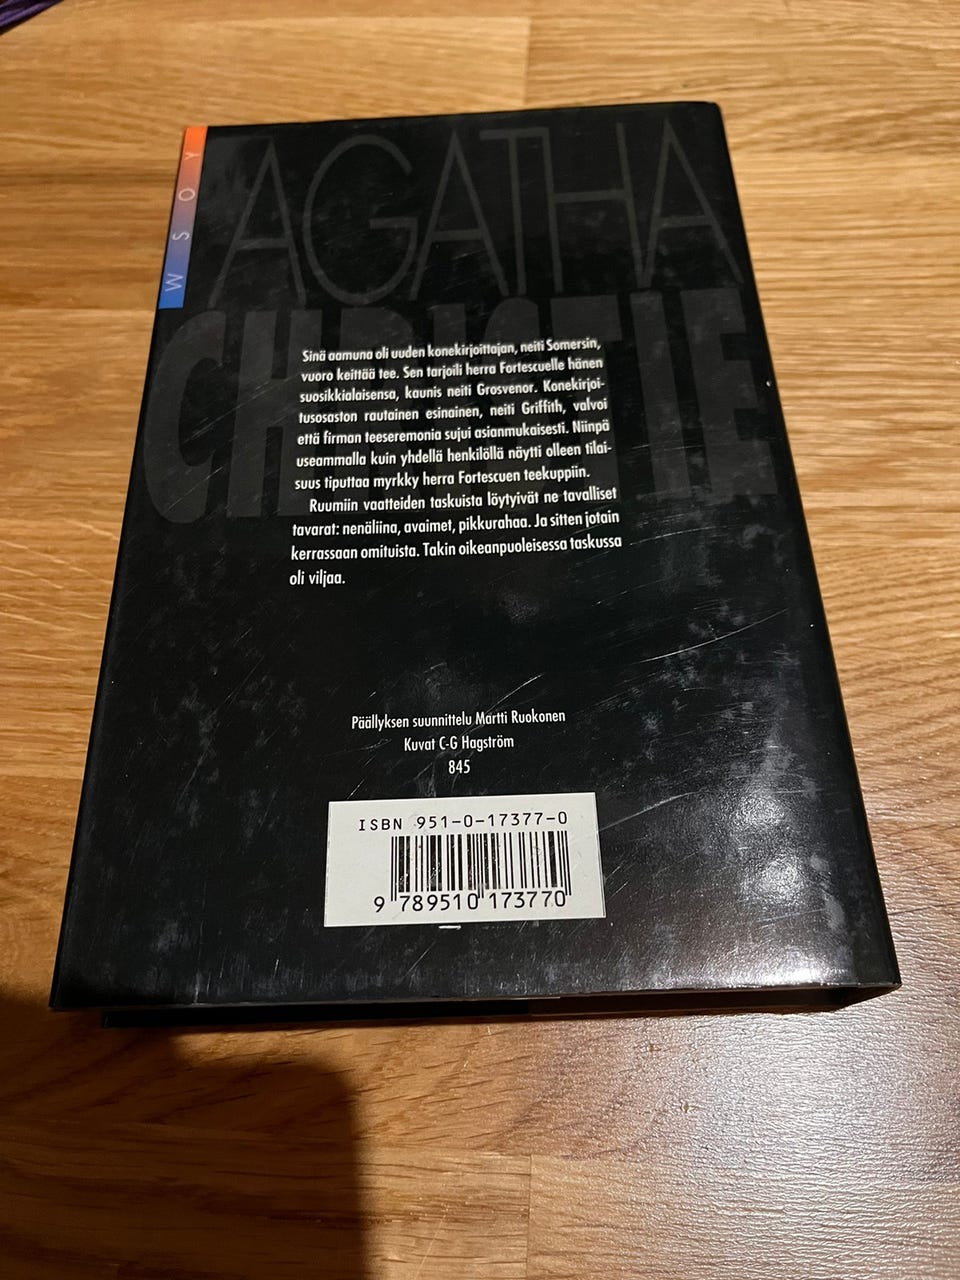 WSOY
AGATHA
CHRISTIE
Sinä aamuna oli uuden konekirjoittajan, neiti Somersin,
vuoro keittää tee. Sen tarjoili herra Fortescuelle hänen
suosikkialaisensa, kaunis neiti Grosvenor. Konekirjoi-
tusosaston rautainen esinainen, neiti Griffith, valvoi
että firman teeseremonia sujui asianmukaisesti. Niinpä
useammalla kuin yhdellä henkilöllä näytti olleen tilai-
suus tiputtaa myrkky herra Fortescuen teekuppiin.
Ruumiin vaatteiden taskuista löytyivät ne tavalliset
tavarat: nenäliina, avaimet, pikkurahaa. Ja sitten jotain
kerrassaan omituista. Takin oikeanpuoleisessa taskussa
oli viljaa.
Päällyksen suunnittelu Martti Ruokonen
Kuvat C-G Hagström
845
ISBN 951-0-17377-0
9 789510 173770